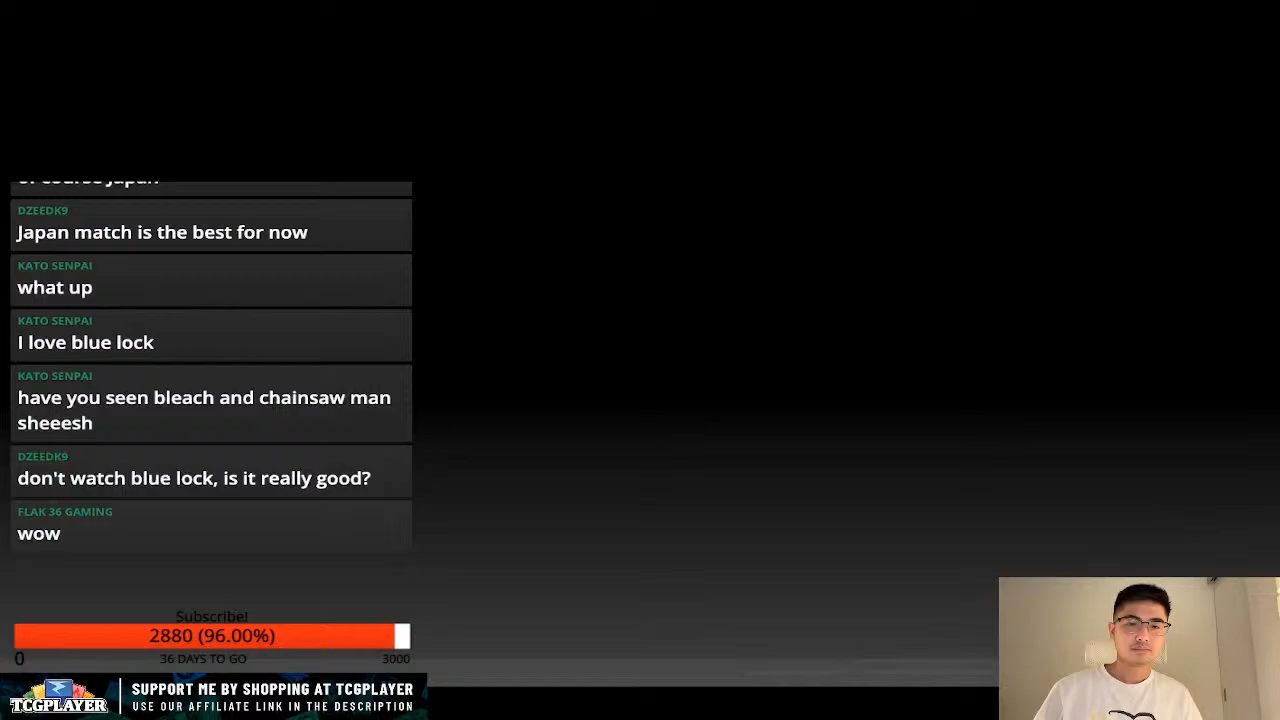 of course Japan
DZEEDK9
Japan match is the best for now
KATO SENPAI
what up
KATO SENPAI
I love blue lock
KATO SENPAI
have you seen bleach and chainsaw man
sheeesh
DZEEDK9
don't watch blue lock, is it really good?
FLAK 36 GAMING
wow
Subscribe!
2880 (96.00%)
0 36 DAYS TO GO 3000
TCGPLAYER
SUPPORT ME BY SHOPPING AT TCGPLAYER
USE OUR AFFILIATE LINK IN THE DESCRIPTION